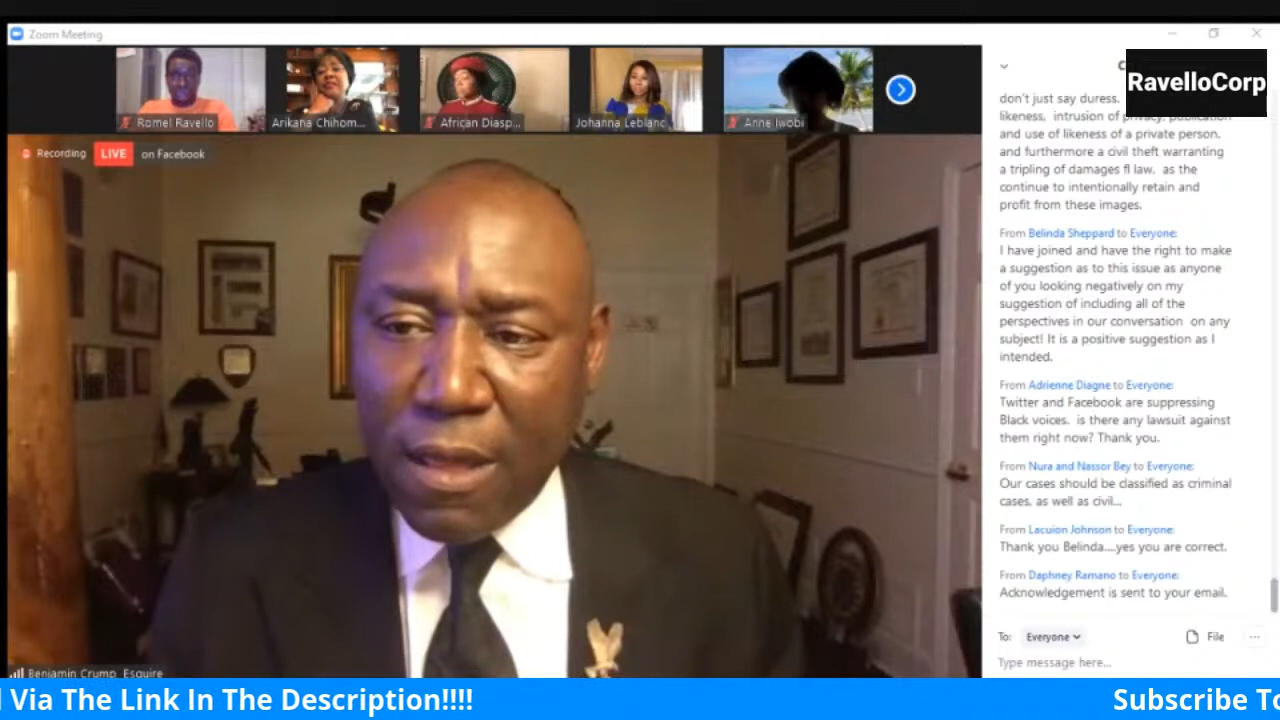 Zoom Meeting
Romel Ravello
Arikana Chihom...
African Diasp...
Johanna Leblanc
Anne Iwobi
Recording
LIVE
on Facebook
RavelloCorp
don't just say duress.
likeness, intrusion of privacy, publication
and use of likeness of a private person.
and furthermore a civil theft warranting
a tripling of damages fl law. as the
continue to intentionally retain and
profit from these images.
From Belinda Sheppard to Everyone:
I have joined and have the right to make
a suggestion as to this issue as anyone
of you looking negatively on my
suggestion of including all of the
perspectives in our conversation on any
subject! It is a positive suggestion as I
intended.
From Adrienne Diagne to Everyone:
Twitter and Facebook are suppressing
Black voices. is there any lawsuit against
them right now? Thank you.
From Nura and Nassor Bey to Everyone:
Our cases should be classified as criminal
cases, as well as civil...
From Lacuion Johnson to Everyone:
Thank you Belinda....yes you are correct.
From Daphney Ramano to Everyone:
Acknowledgement is sent to your email.
To: Everyone File ...
Type message here...
Benjamin Crump, Esquire
Via The Link In The Description!!!! Subscribe To